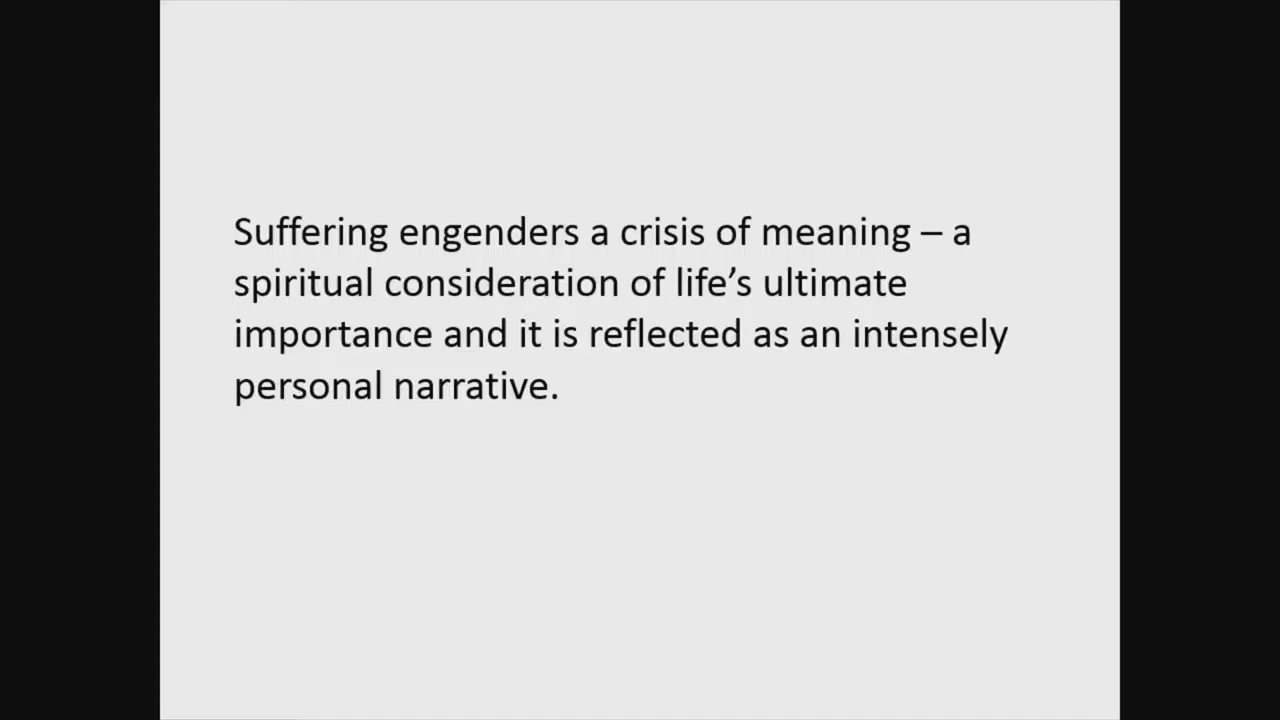 Suffering engenders a crisis of meaning – a
spiritual consideration of life’s ultimate
importance and it is reflected as an intensely
personal narrative.